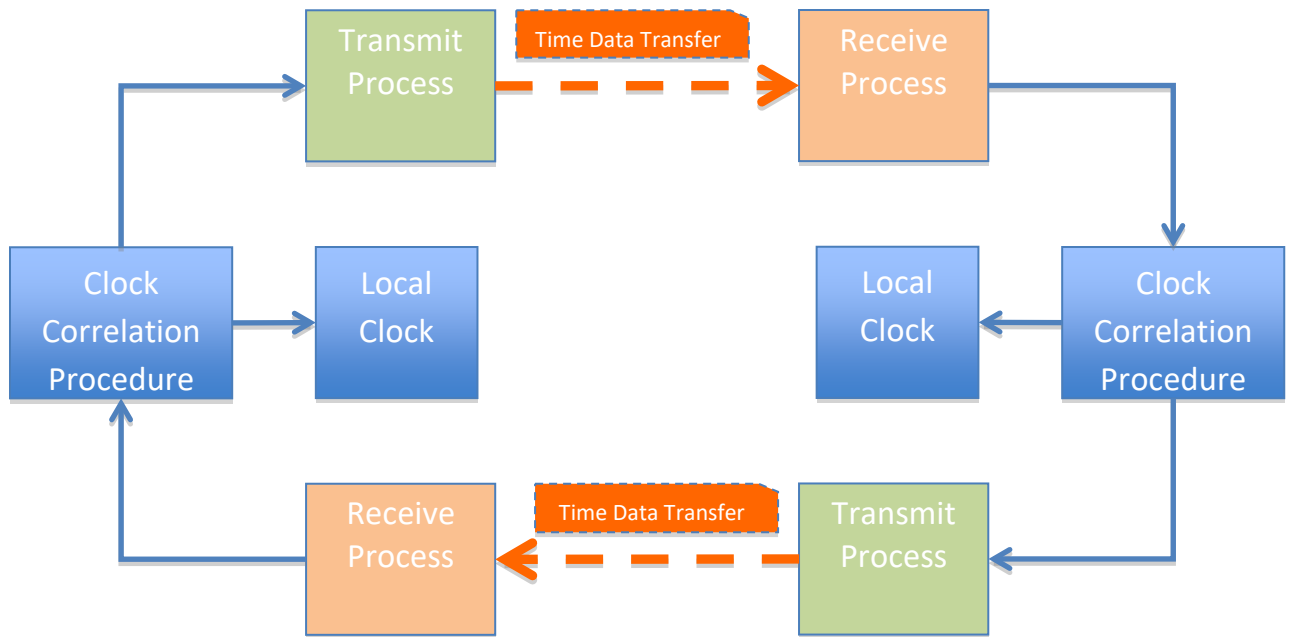 Transmit
Process
Time Data Transfer
Receive
Process
Clock
Correlation
Procedure
Local
Clock
Local
Clock
Clock
Correlation
Procedure
Receive
Process
Time Data Transfer
Transmit
Process